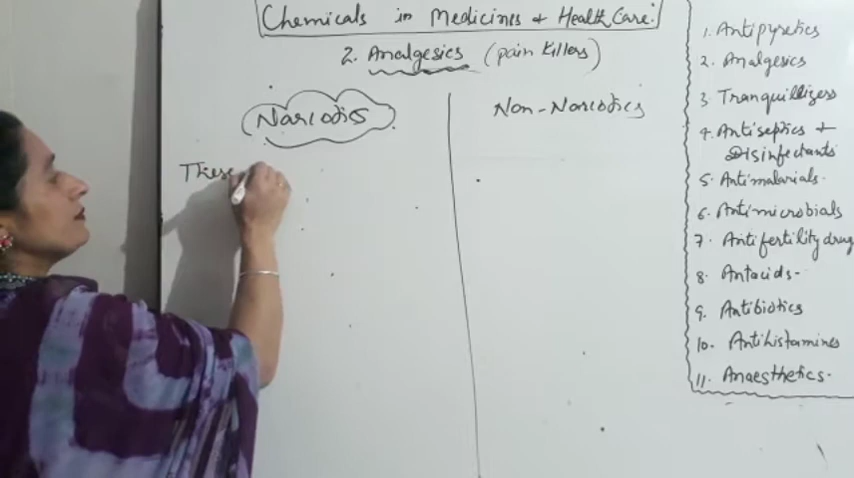 Chemicals in Medicines + Health Care:
2. Analgesics (pain killers)
Narcotics
These
Non-Narcotics
1. Antipyretics
2. Analgesics
3 Tranquillizers
4. Antiseptics +
Disinfectants
5. Antimalarials.
6. Antimicrobials
7. Antifertility drug
8. Antacids-
9. Antibiotics
10. Antihistamines
11. Anaesthetics.